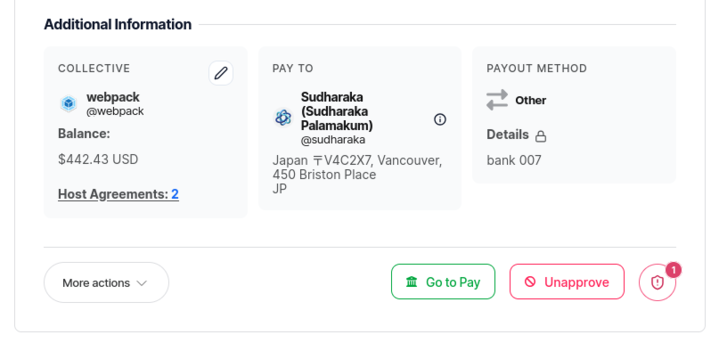 Additional Information
COLLECTIVE
webpack
@webpack
Balance:
$442.43 USD
Host Agreements: 2
PAY TO
Sudharaka
(Sudharaka
Palamakum)
@sudharaka
Japan 〒V4C2X7, Vancouver,
450 Briston Place
JP
PAYOUT METHOD
Other
Details
bank 007
More actions
Go to Pay
Unapprove
1